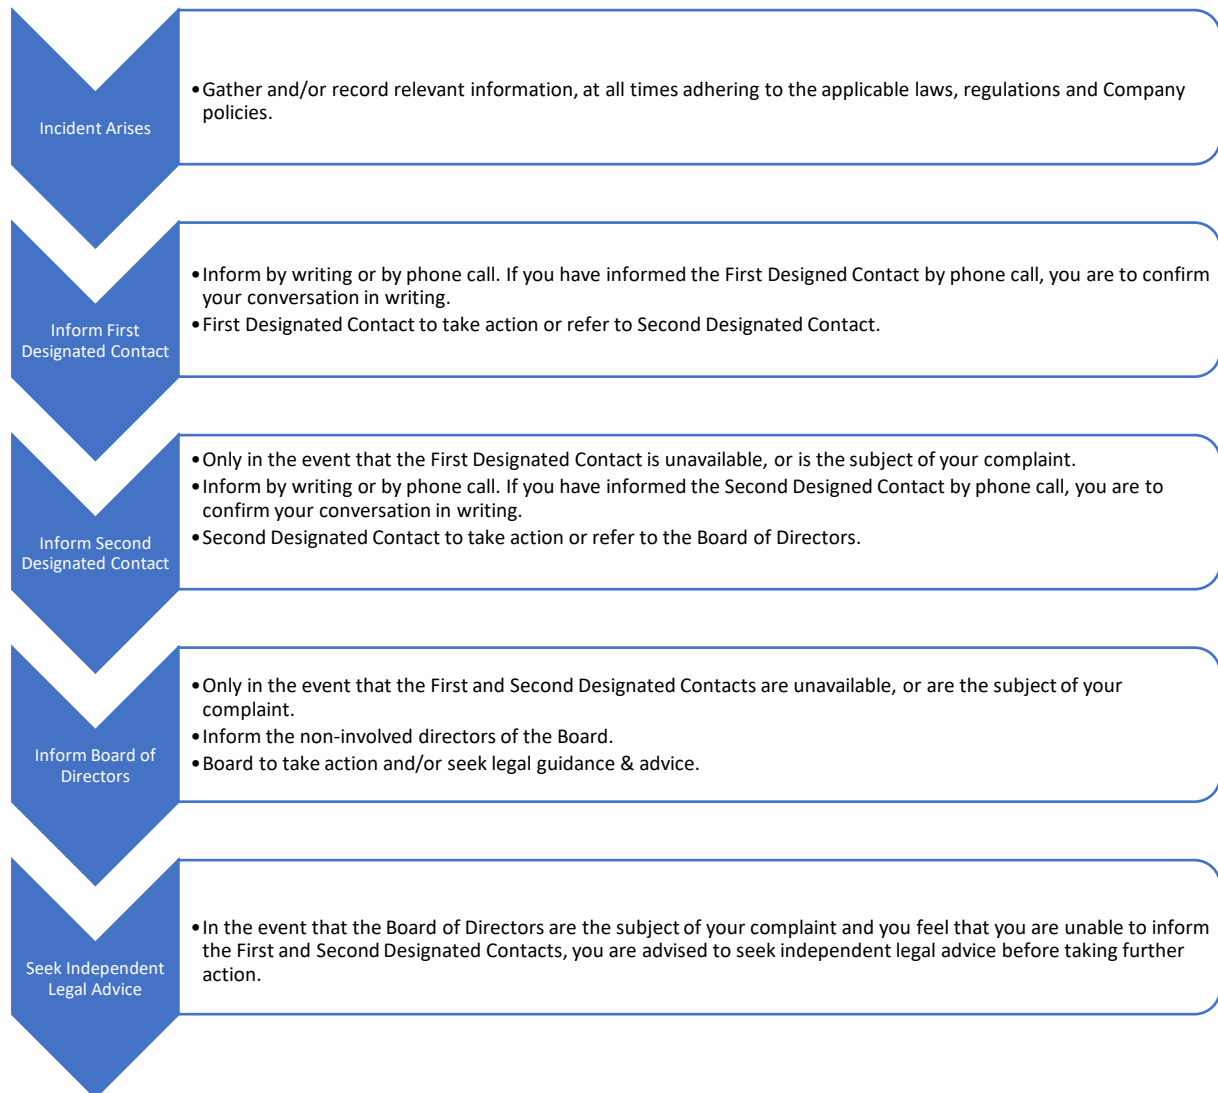 Incident Arises
•Gather and/or record relevant information, at all times adhering to the applicable laws, regulations and Company
policies.
Inform First
Designated Contact
•Inform by writing or by phone call. If you have informed the First Designed Contact by phone call, you are to confirm
your conversation in writing.
•First Designated Contact to take action or refer to Second Designated Contact.
Inform Second
Designated Contact
•Only in the event that the First Designated Contact is unavailable, or is the subject of your complaint.
•Inform by writing or by phone call. If you have informed the Second Designed Contact by phone call, you are to
confirm your conversation in writing.
•Second Designated Contact to take action or refer to the Board of Directors.
Inform Board of
Directors
•Only in the event that the First and Second Designated Contacts are unavailable, or are the subject of your
complaint.
•Inform the non-involved directors of the Board.
•Board to take action and/or seek legal guidance & advice.
Seek Independent
Legal Advice
•In the event that the Board of Directors are the subject of your complaint and you feel that you are unable to inform
the First and Second Designated Contacts, you are advised to seek independent legal advice before taking further
action.